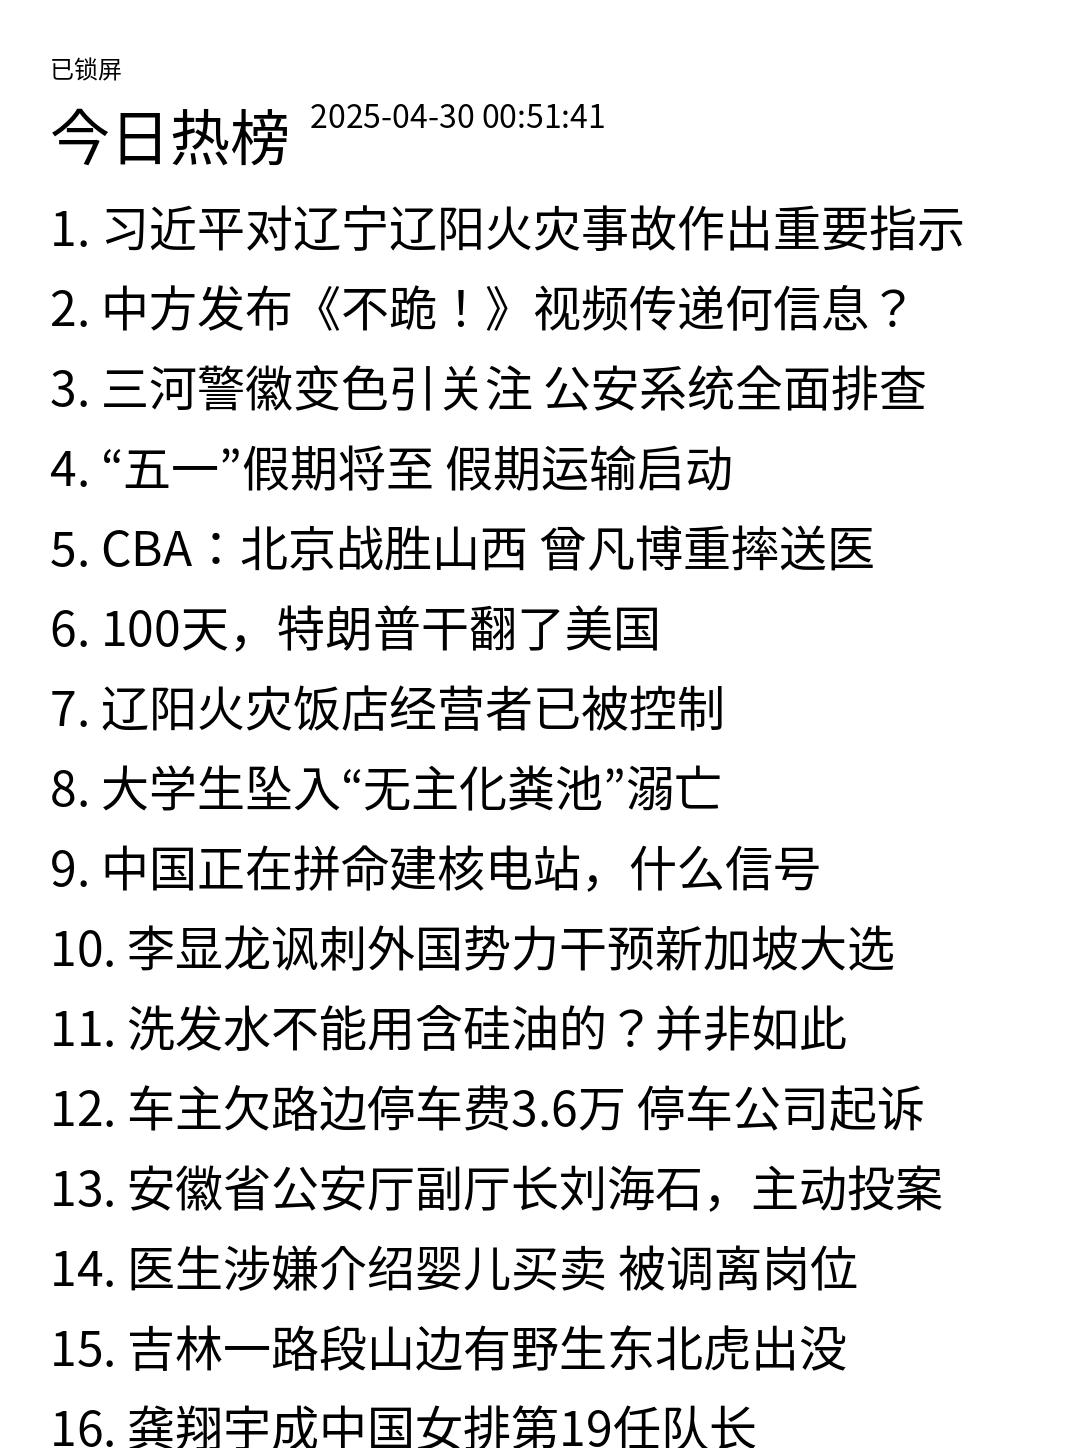 已锁屏
今日热榜 2025-04-30 00:51:41
1. 习近平对辽宁辽阳火灾事故作出重要指示
2. 中方发布《不跪！》视频传递何信息？
3. 三河警徽变色引关注 公安系统全面排查
4. “五一”假期将至 假期运输启动
5. CBA：北京战胜山西 曾凡博重摔送医
6. 100天，特朗普干翻了美国
7. 辽阳火灾饭店经营者已被控制
8. 大学生坠入“无主化粪池”溺亡
9. 中国正在拼命建核电站，什么信号
10. 李显龙讽刺外国势力干预新加坡大选
11. 洗发水不能用含硅油的？并非如此
12. 车主欠路边停车费3.6万 停车公司起诉
13. 安徽省公安厅副厅长刘海石，主动投案
14. 医生涉嫌介绍婴儿买卖 被调离岗位
15. 吉林一路段山边有野生东北虎出没
16. 龚翔宇成中国女排第19任队长